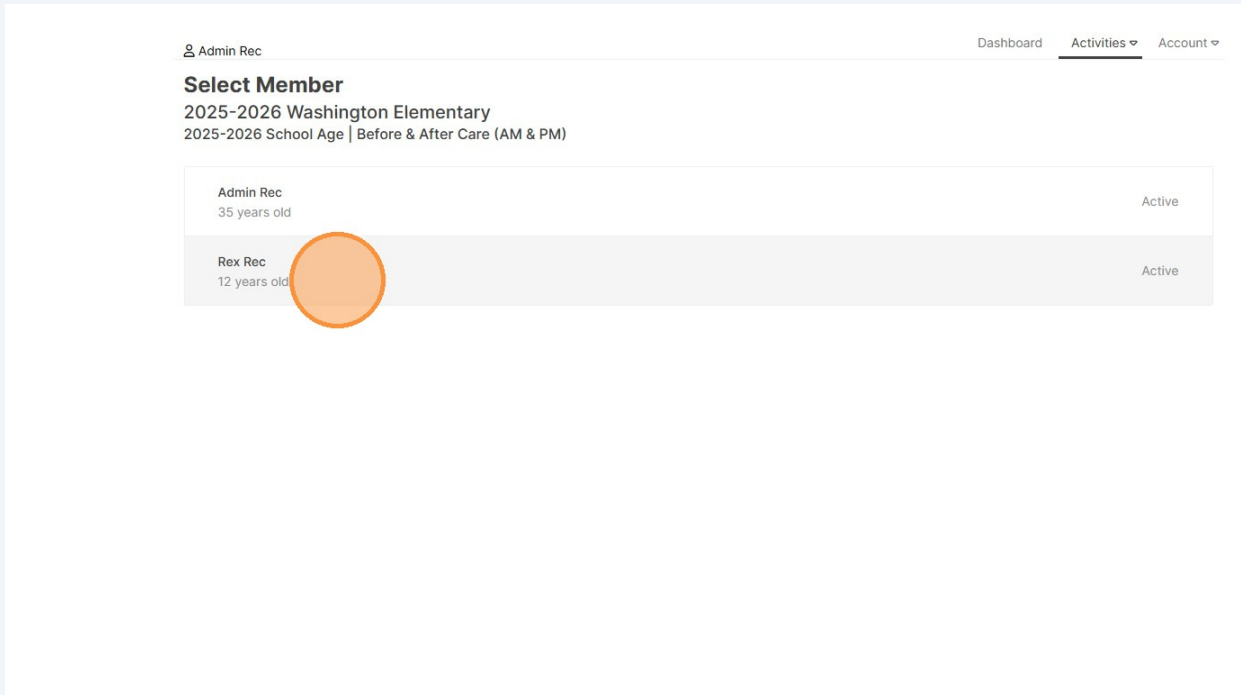 Admin Rec
Dashboard Activities Account
Select Member
2025-2026 Washington Elementary
2025-2026 School Age | Before & After Care (AM & PM)
Admin Rec
35 years old
Active
Rex Rec
12 years old
Active